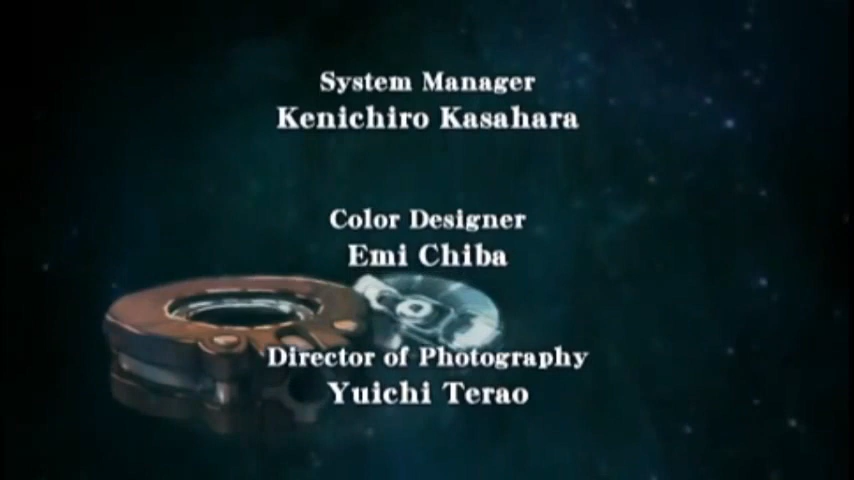 System Manager
Kenichiro Kasahara
Color Designer
Emi Chiba
Director of Photography
Yuichi Terao